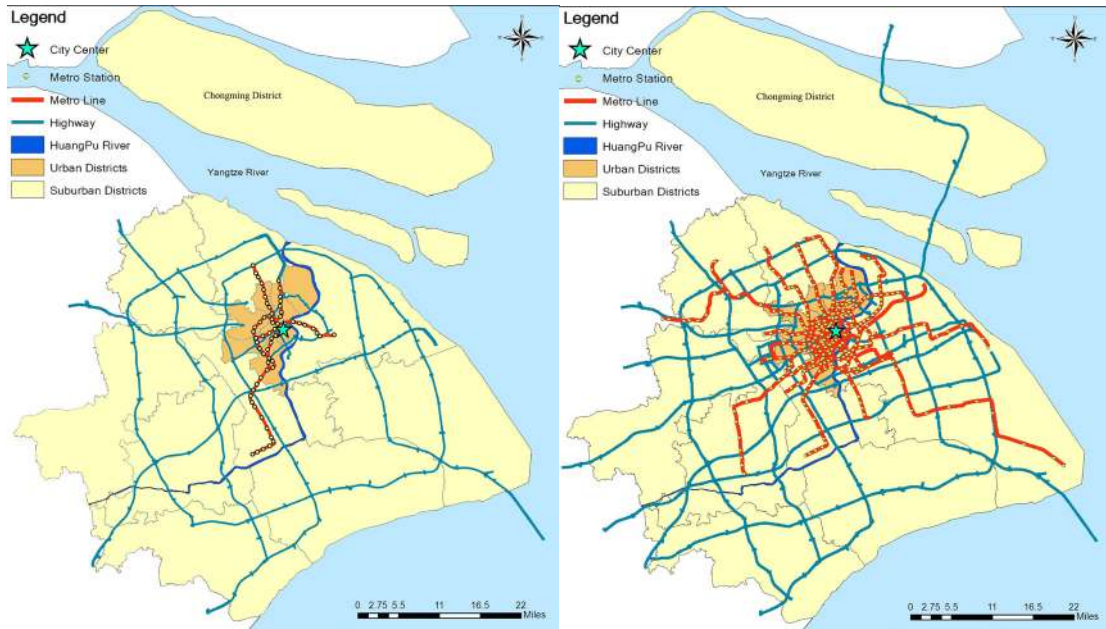 Legend
City Center
Metro Station
Metro Line
Highway
HuangPu River
Urban Districts
Suburban Districts
Chongming District
Yangtze River
0 2.75 5.5 11 16.5 22
Miles
Legend
City Center
Metro Station
Metro Line
Highway
HuangPu River
Urban Districts
Suburban Districts
Chongming District
Yangtze River
0 2.75 5.5 11 16.5 22
Miles